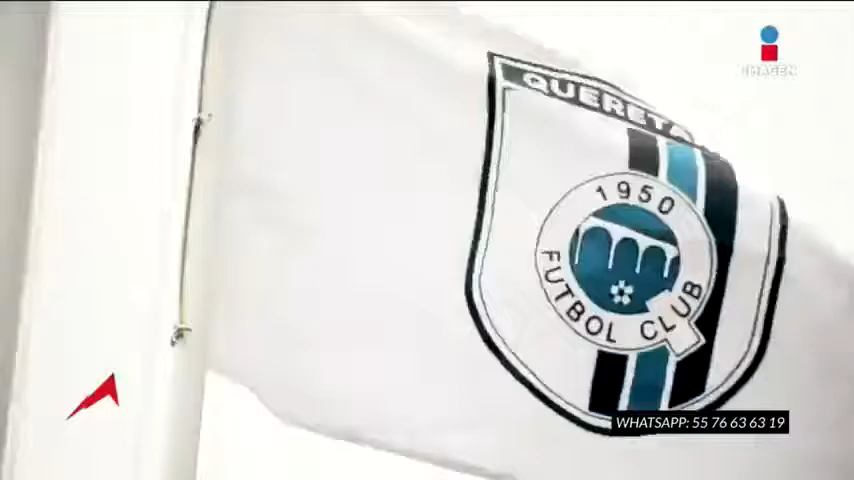 IMAGEN
QUERETA
1950
FUTBOL CLUB
WHATSAPP: 55 76 63 63 19